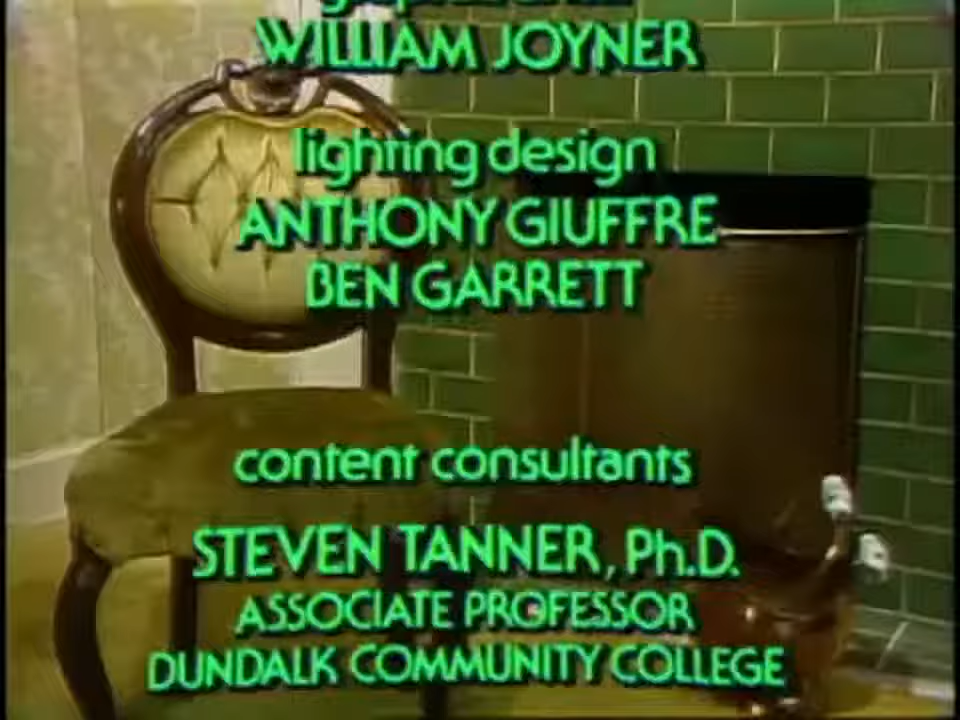 WILLIAM JOYNER
lighting design
ANTHONY GIUFFRE
BEN GARRETT
content consultants
STEVEN TANNER, Ph.D.
ASSOCIATE PROFESSOR
DUNDALK COMMUNITY COLLEGE